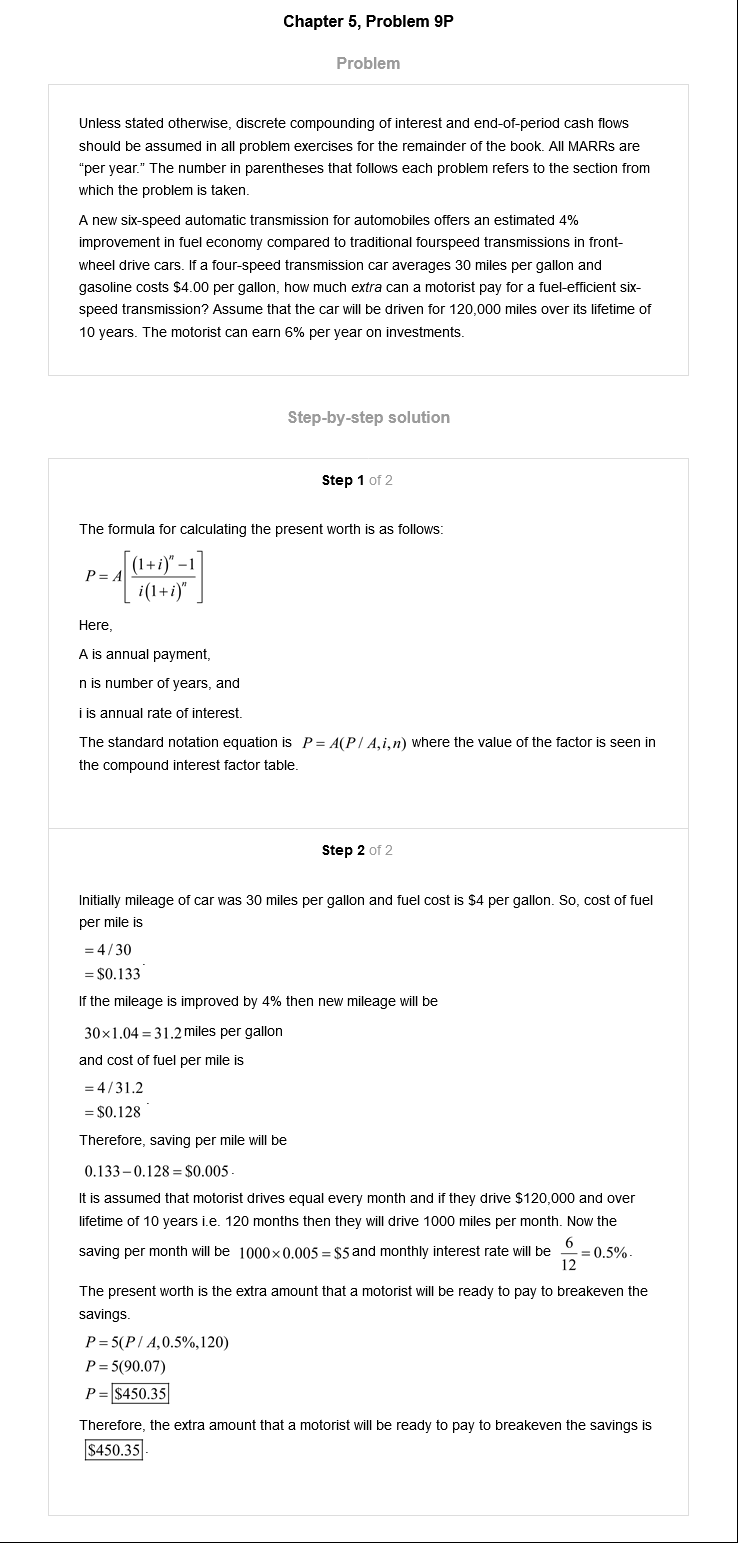 Chapter 5, Problem 9P
Problem
Unless stated otherwise, discrete compounding of interest and end-of-period cash flows
should be assumed in all problem exercises for the remainder of the book. All MARRs are
“per year.” The number in parentheses that follows each problem refers to the section from
which the problem is taken.
A new six-speed automatic transmission for automobiles offers an estimated 4%
improvement in fuel economy compared to traditional fourspeed transmissions in front-
wheel drive cars. If a four-speed transmission car averages 30 miles per gallon and
gasoline costs $4.00 per gallon, how much extra can a motorist pay for a fuel-efficient six-
speed transmission? Assume that the car will be driven for 120,000 miles over its lifetime of
10 years. The motorist can earn 6% per year on investments.
Step-by-step solution
Step 1 of 2
The formula for calculating the present worth is as follows:
P = A[((1+i)^n −1)/(i(1+i)^n)]
Here,
A is annual payment,
n is number of years, and
i is annual rate of interest.
The standard notation equation is P = A(P / A,i,n) where the value of the factor is seen in
the compound interest factor table.
Step 2 of 2
Initially mileage of car was 30 miles per gallon and fuel cost is $4 per gallon. So, cost of fuel
per mile is
= 4/30
= $0.133.
If the mileage is improved by 4% then new mileage will be
30×1.04 = 31.2 miles per gallon
and cost of fuel per mile is
= 4/31.2
= $0.128.
Therefore, saving per mile will be
0.133−0.128 = $0.005.
It is assumed that motorist drives equal every month and if they drive $120,000 and over
lifetime of 10 years i.e. 120 months then they will drive 1000 miles per month. Now the
saving per month will be 1000×0.005 = $5 and monthly interest rate will be 6/12 = 0.5%.
The present worth is the extra amount that a motorist will be ready to pay to breakeven the
savings.
P = 5(P / A,0.5%,120)
P = 5(90.07)
P = $450.35
Therefore, the extra amount that a motorist will be ready to pay to breakeven the savings is
$450.35.